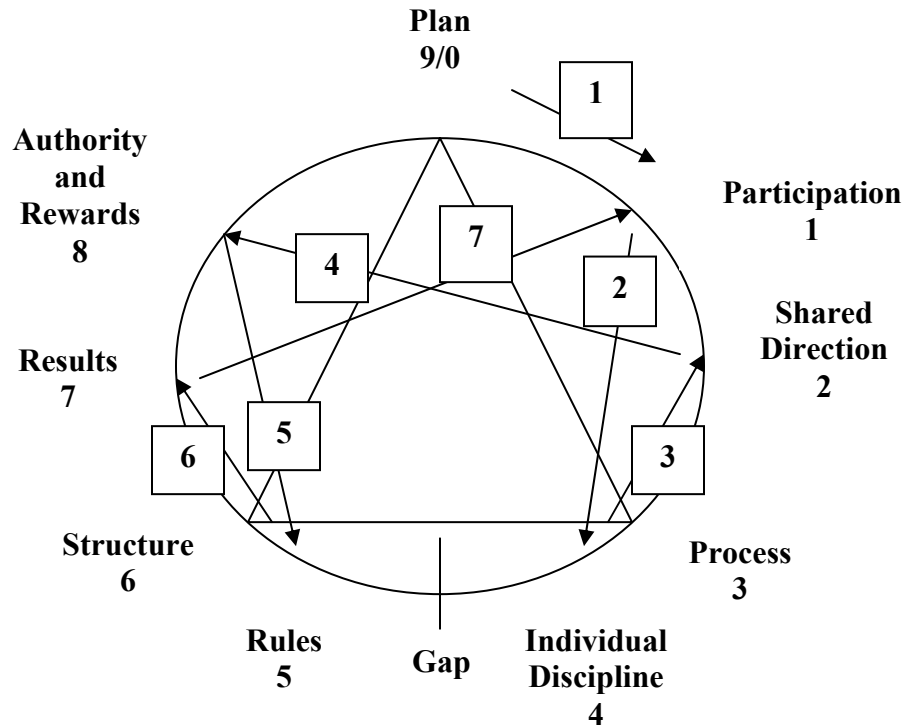 Plan
9/0
1
Authority
and
Rewards
8
Participation
1
7
4
2
Shared
Direction
2
Results
7
5
6
3
Structure
6
Process
3
Rules
5
Gap
Individual
Discipline
4